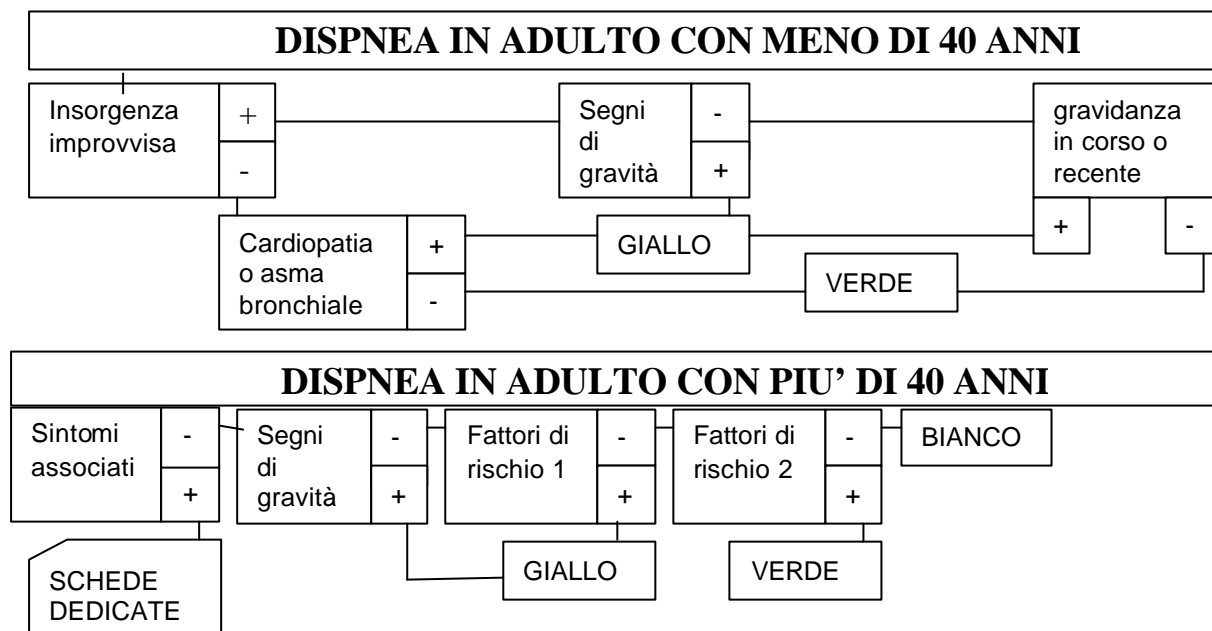 DISPNEA IN ADULTO CON MENO DI 40 ANNI
Insorgenza
improvvisa
+
-
Segni
di
gravità
-
+
gravidanza
in corso o
recente
+
-
Cardiopatia
o asma
bronchiale
+
-
GIALLO
VERDE
DISPNEA IN ADULTO CON PIU' DI 40 ANNI
Sintomi
associati
-
+
Segni
di
gravità
-
+
Fattori di
rischio 1
-
+
Fattori di
rischio 2
-
+
BIANCO
SCHEDE
DEDICATE
GIALLO
VERDE